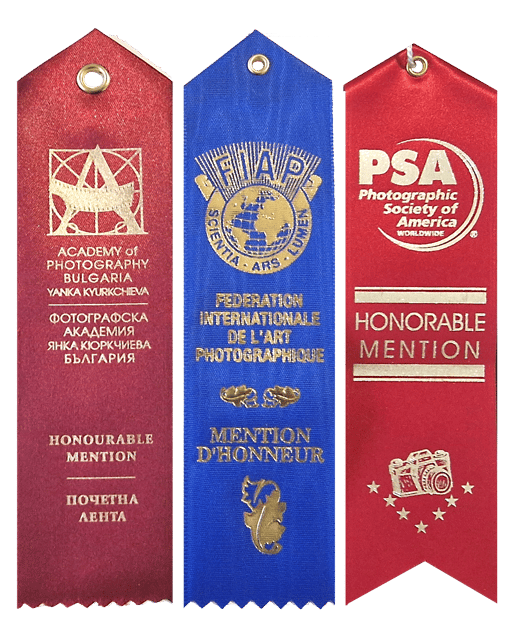 ACADEMY of
PHOTOGRAPHY
BULGARIA
YANKA KYURKCHIEVA
ФОТОГРАФСКА
АКАДЕМИЯ
ЯНКА КЮРКЧИЕВА
БЪЛГАРИЯ
HONOURABLE
MENTION
ПОЧЕТНА
ЛЕНТА
FIAP
SCIENTIA · ARS · LUMEN
FEDERATION
INTERNATIONALE
DE L'ART
PHOTOGRAPHIQUE
MENTION
D'HONNEUR
PSA
Photographic
Society of
America
WORLDWIDE ®
HONORABLE
MENTION